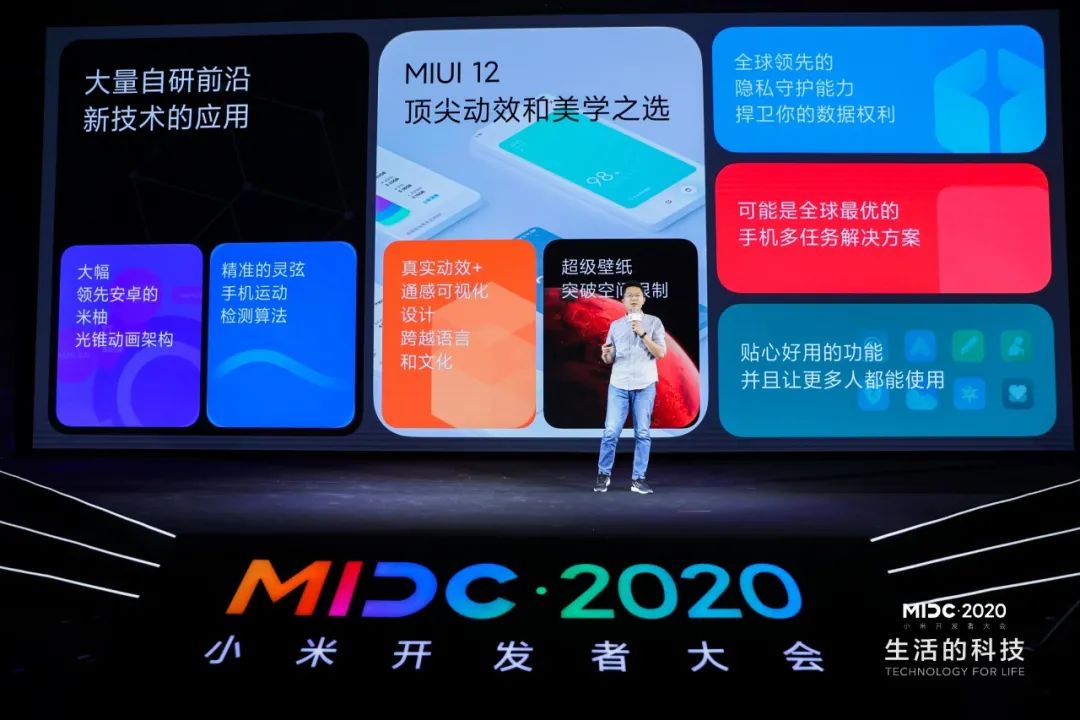 大量自研前沿
新技术的应用
大幅
领先安卓的
米柚
光锥动画架构
精准的灵弦
手机运动
检测算法
MIUI 12
顶尖动效和美学之选
98
真实动效+
通感可视化
设计
跨越语言
和文化
超级壁纸
突破空间限制
全球领先的
隐私守护能力
捍卫你的数据权利
可能是全球最优的
手机多任务解决方案
贴心好用的功能
并且让更多人都能使用
MIDC·2020
小米开发者大会
MIDC·2020
小米开发者大会
生活的科技
TECHNOLOGY FOR LIFE